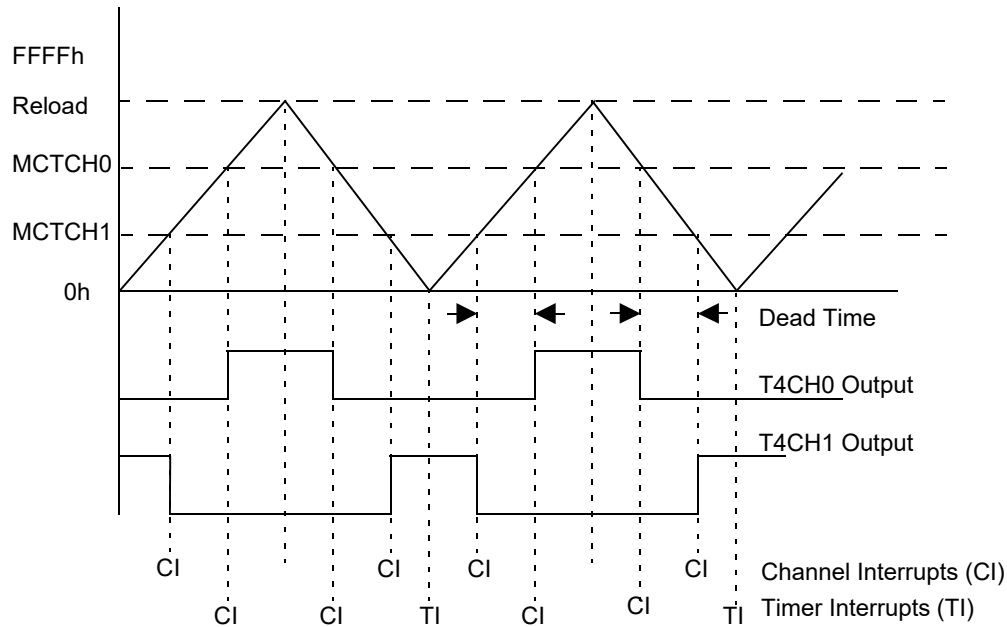 FFFFh
Reload
MCTCH0
MCTCH1
0h
Dead Time
T4CH0 Output
T4CH1 Output
CI CI CI CI
Channel Interrupts (CI)
CI CI TI CI CI TI
Timer Interrupts (TI)